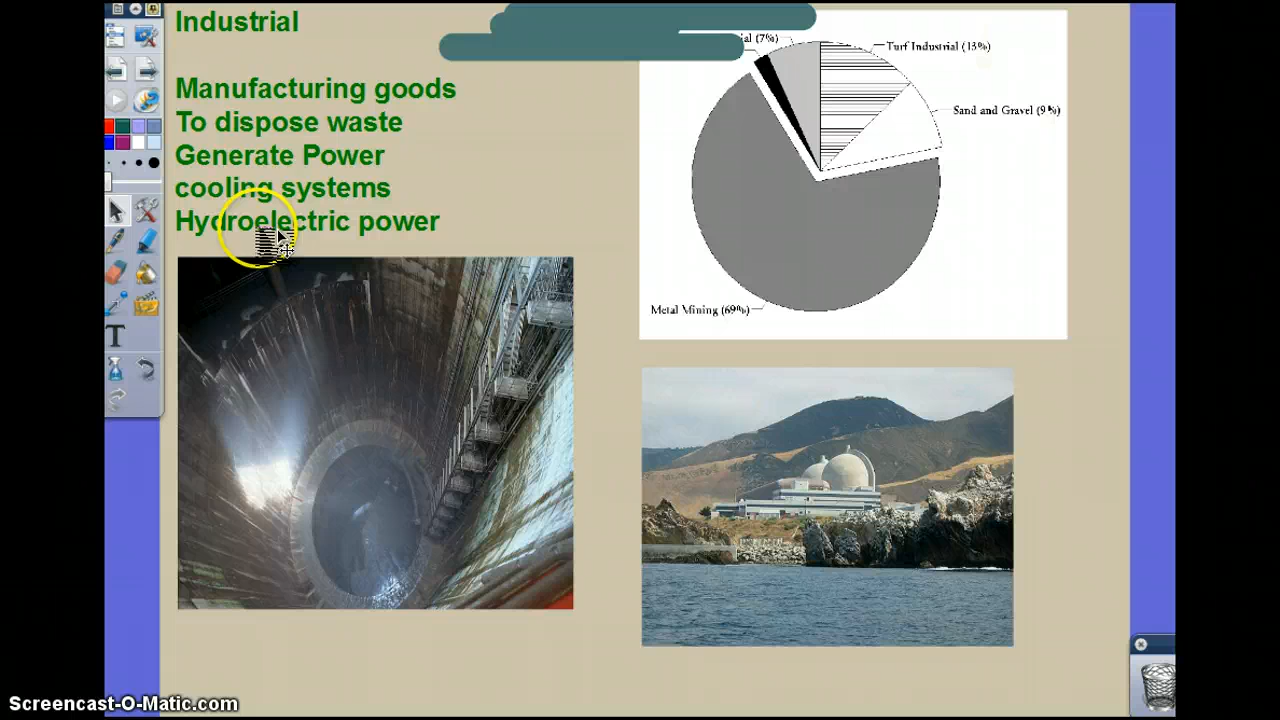 Industrial
Manufacturing goods
To dispose waste
Generate Power
cooling systems
Hydroelectric power
(7%)
Turf Industrial (13%)
Sand and Gravel (9%)
Metal Mining (69%)
T
Screencast-O-Matic.com